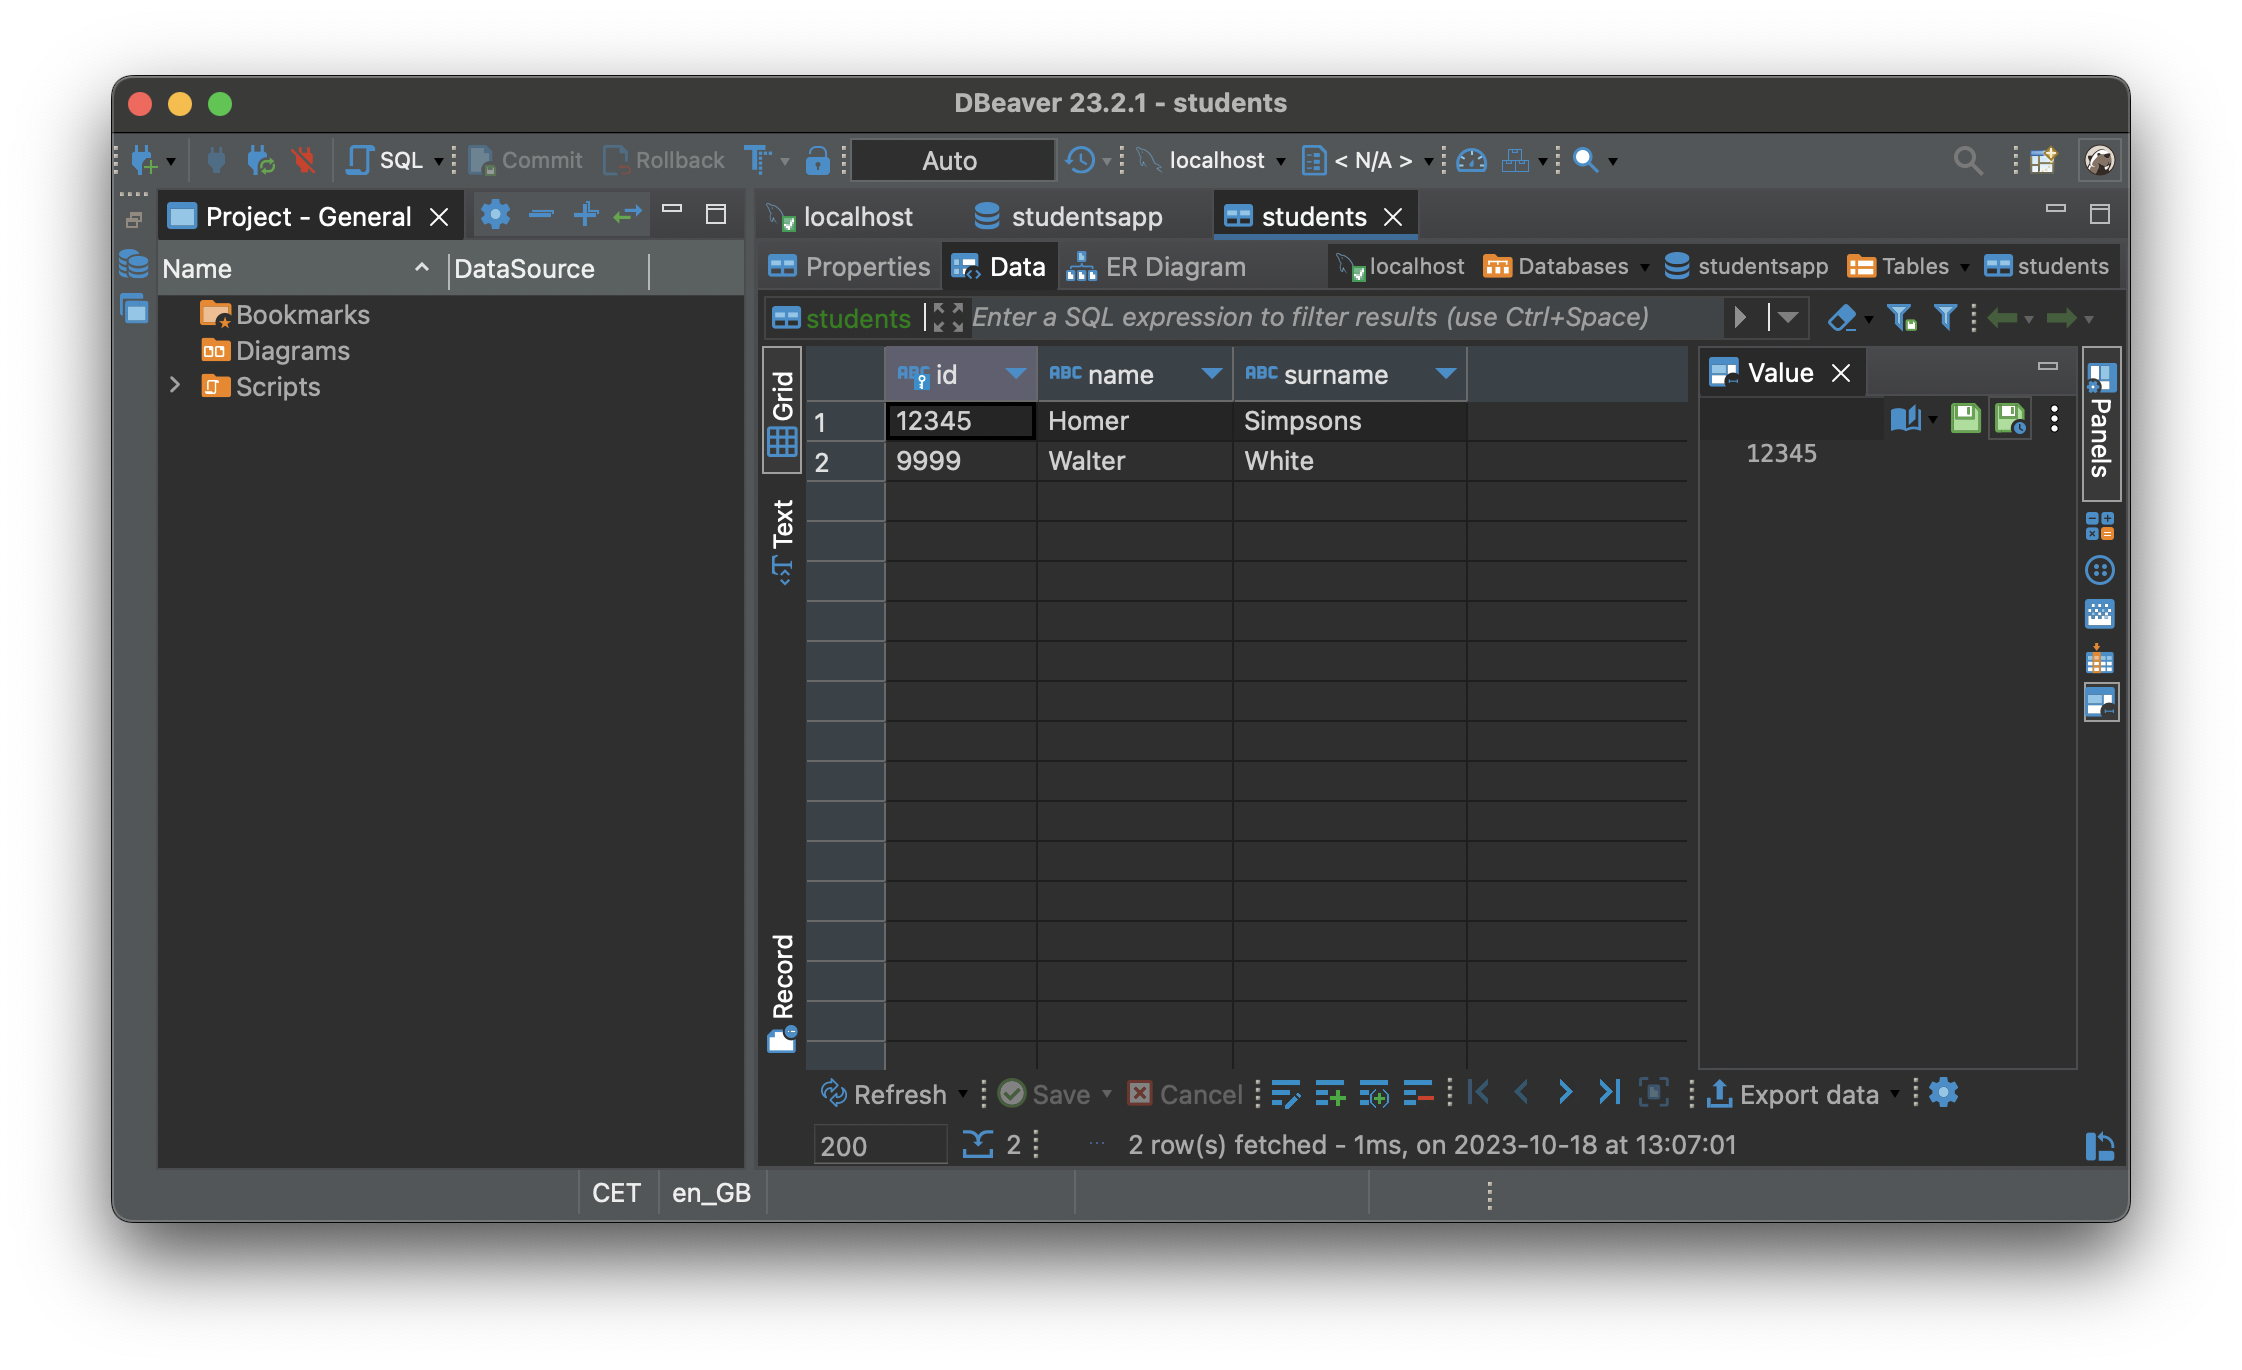 DBeaver 23.2.1 - students
SQL Commit Rollback Auto localhost < N/A >
Project - General
localhost studentsapp students
Name DataSource
Properties Data ER Diagram localhost Databases studentsapp Tables students
Bookmarks
Diagrams
Scripts
students Enter a SQL expression to filter results (use Ctrl+Space)
Grid
Text
Record
ABC id ABC name ABC surname
1 12345 Homer Simpsons
2 9999 Walter White
Value
12345
Panels
Refresh Save Cancel Export data
200 2 ... 2 row(s) fetched - 1ms, on 2023-10-18 at 13:07:01
CET en_GB